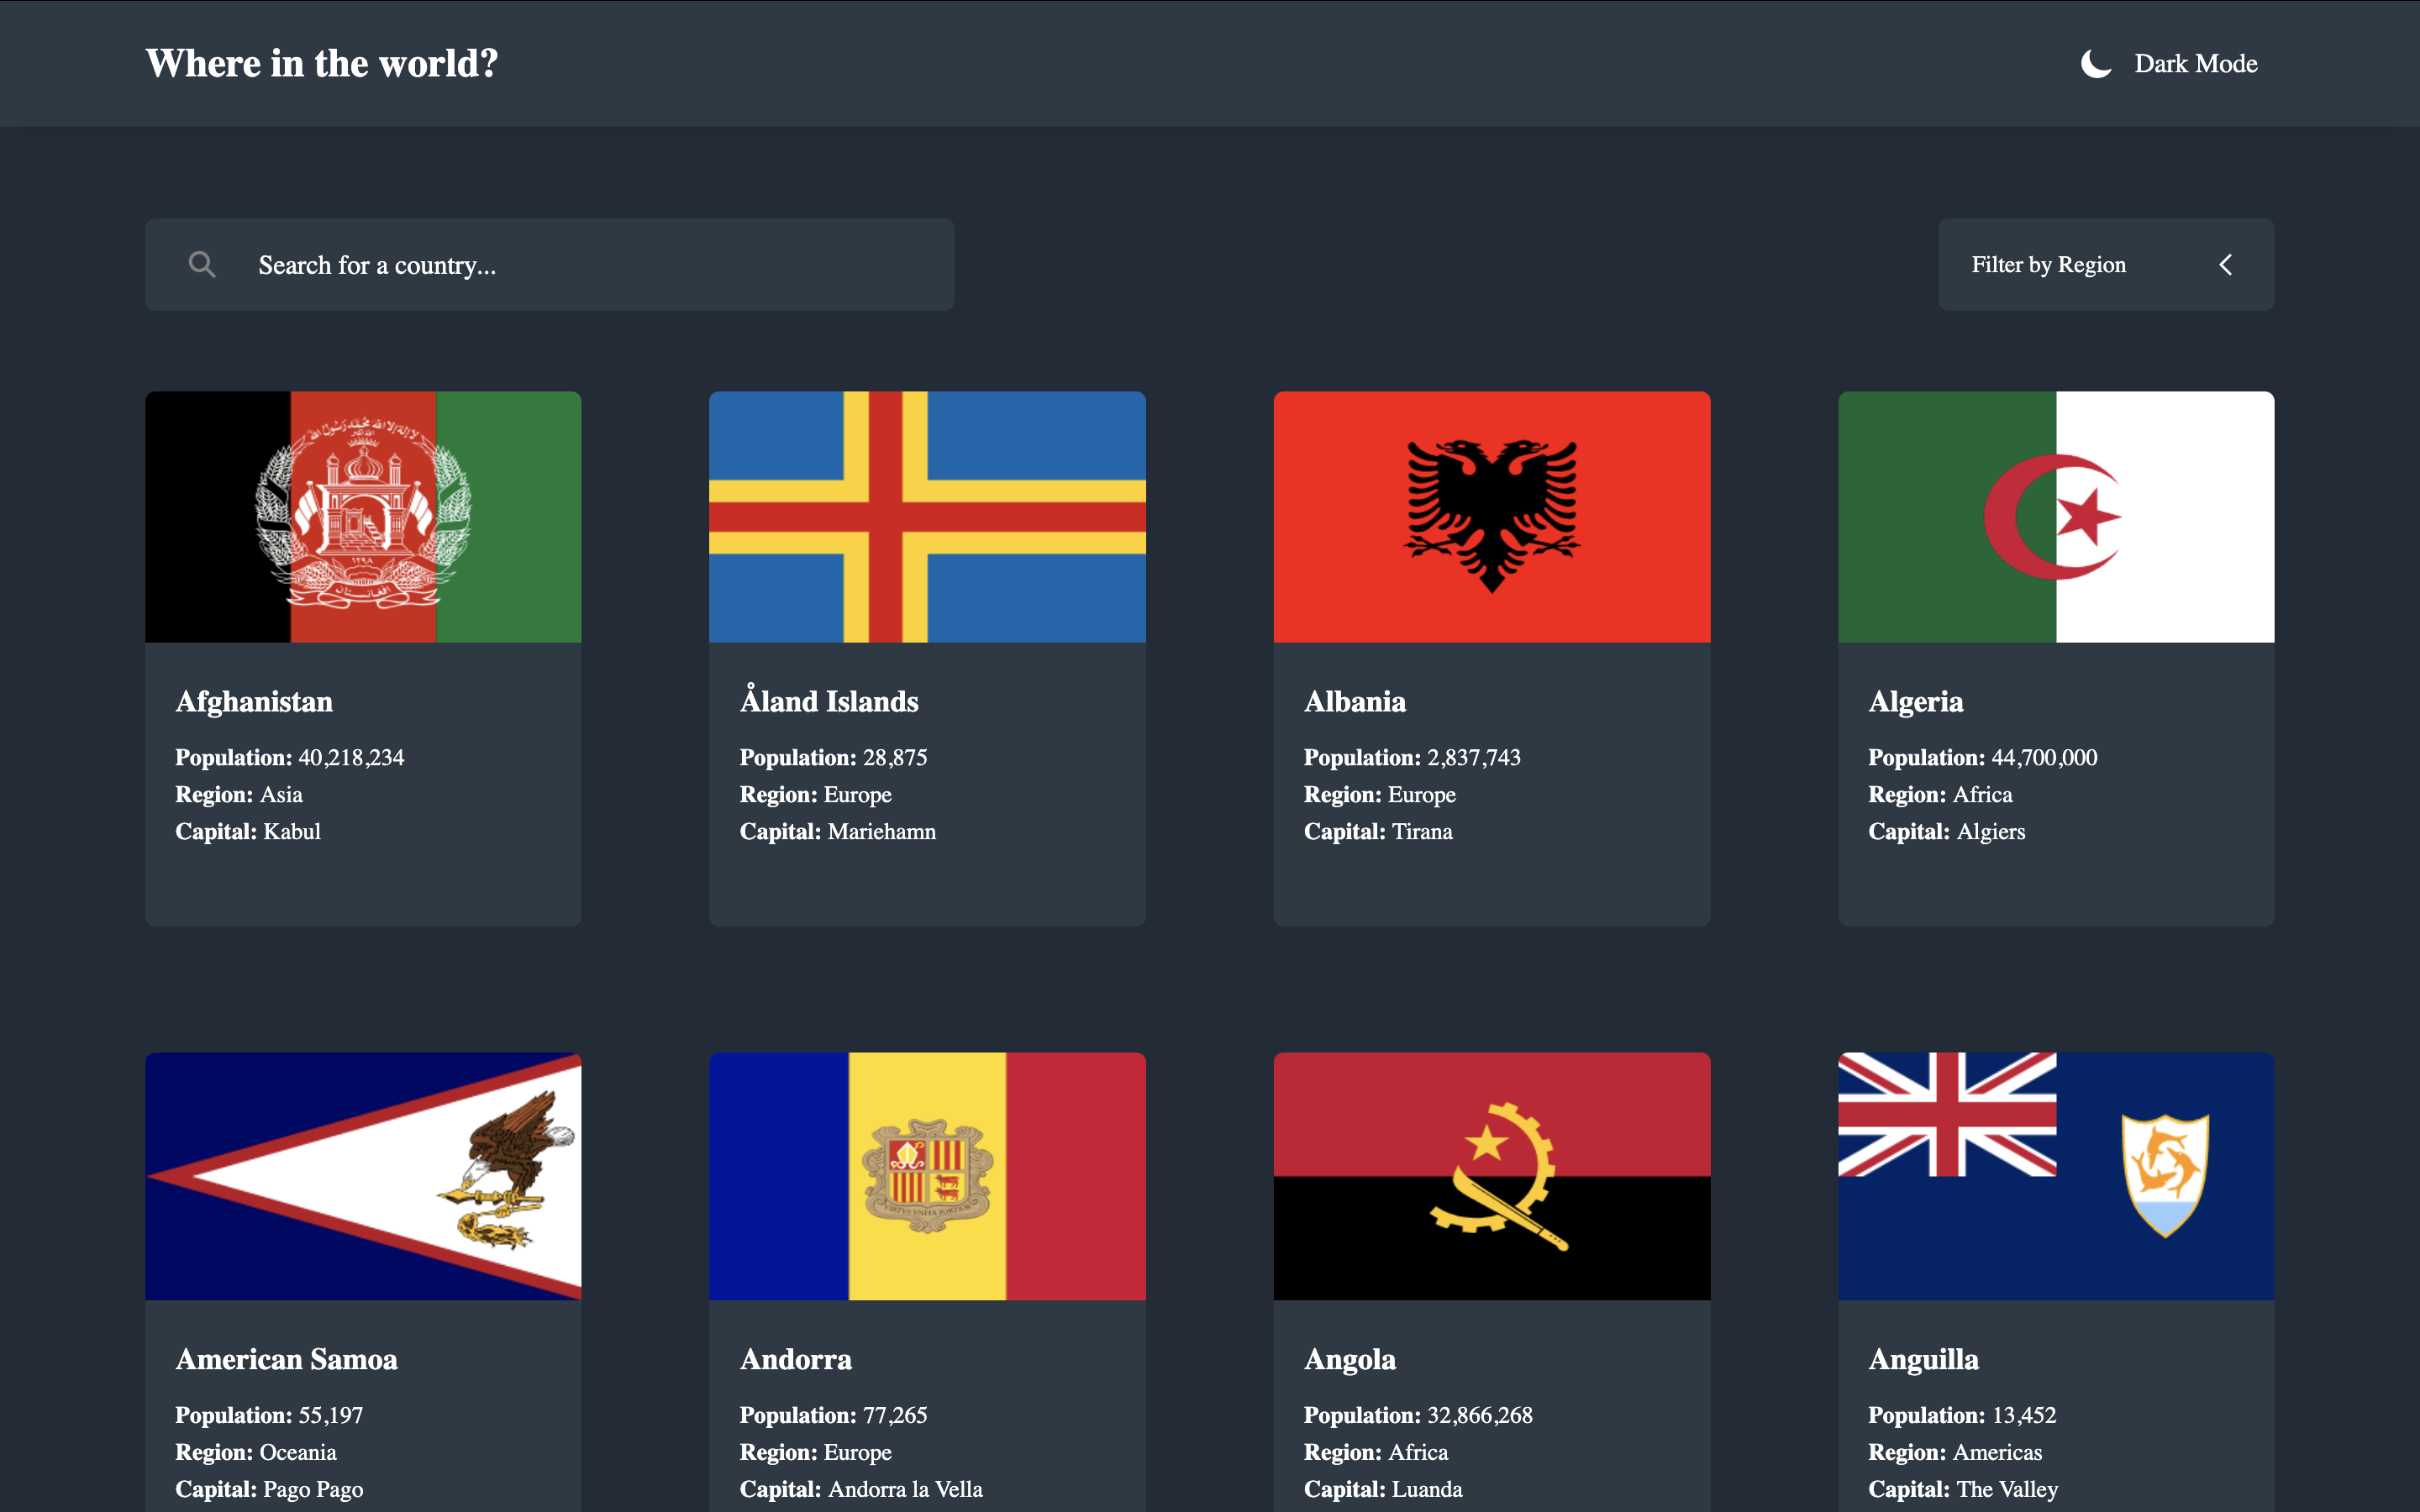 Where in the world?
Dark Mode
Search for a country...
Filter by Region
Afghanistan
Population: 40,218,234
Region: Asia
Capital: Kabul
Åland Islands
Population: 28,875
Region: Europe
Capital: Mariehamn
Albania
Population: 2,837,743
Region: Europe
Capital: Tirana
Algeria
Population: 44,700,000
Region: Africa
Capital: Algiers
American Samoa
Population: 55,197
Region: Oceania
Capital: Pago Pago
Andorra
Population: 77,265
Region: Europe
Capital: Andorra la Vella
Angola
Population: 32,866,268
Region: Africa
Capital: Luanda
Anguilla
Population: 13,452
Region: Americas
Capital: The Valley